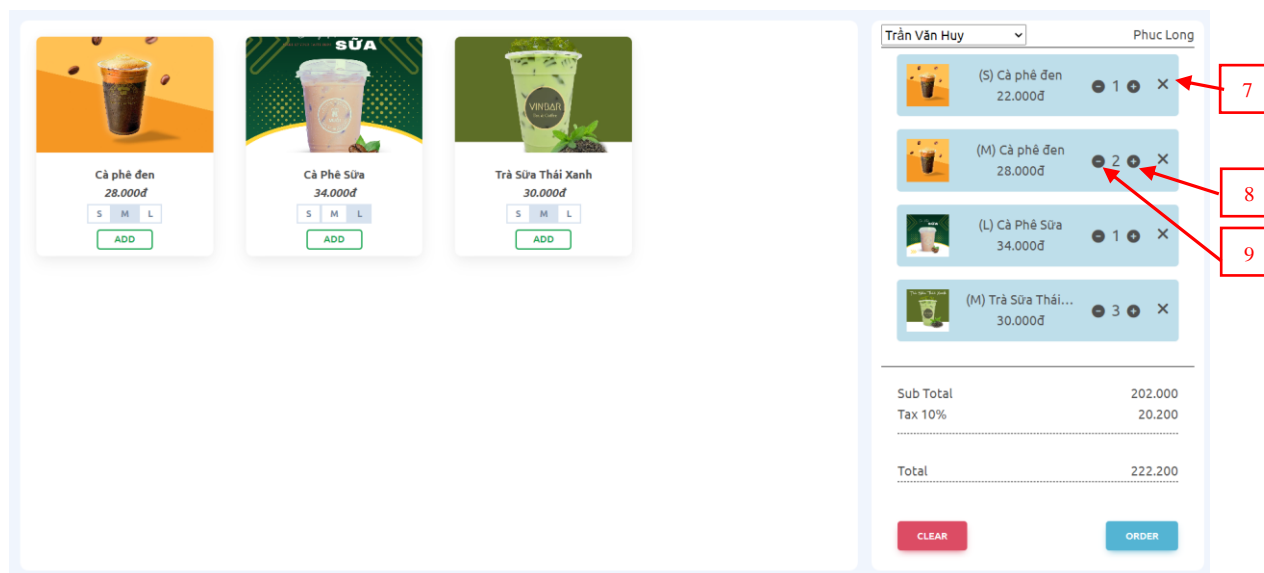 SỮA
VINBAR
Cà phê đen
28.000đ
S M L
ADD
Cà Phê Sữa
34.000đ
S M L
ADD
Trà Sữa Thái Xanh
30.000đ
S M L
ADD
Trần Văn Huy
Phuc Long
(S) Cà phê đen
22.000đ
1
(M) Cà phê đen
28.000đ
2
(L) Cà Phê Sữa
34.000đ
1
(M) Trà Sữa Thái...
30.000đ
3
Sub Total 202.000
Tax 10% 20.200
Total 222.200
CLEAR
ORDER
7
8
9